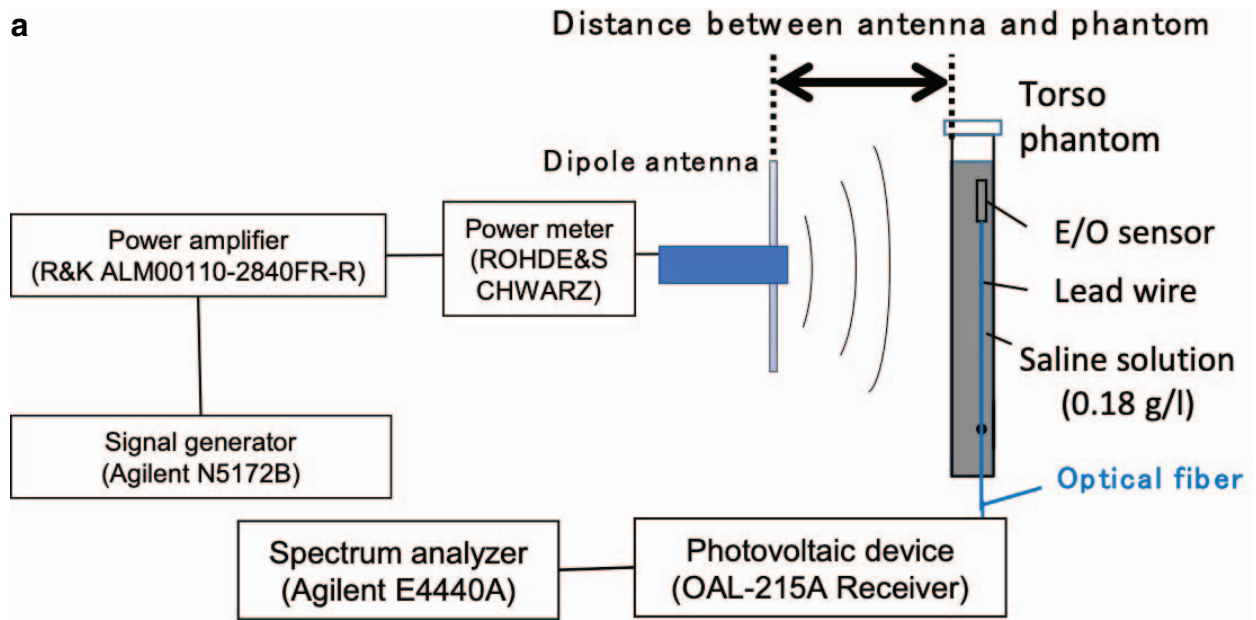 a
Distance between antenna and phantom
Torso
phantom
Dipole antenna
Power amplifier
(R&K ALM00110-2840FR-R)
Power meter
(ROHDE&S
CHWARZ)
E/O sensor
Lead wire
Saline solution
(0.18 g/l)
Signal generator
(Agilent N5172B)
Optical fiber
Spectrum analyzer
(Agilent E4440A)
Photovoltaic device
(OAL-215A Receiver)